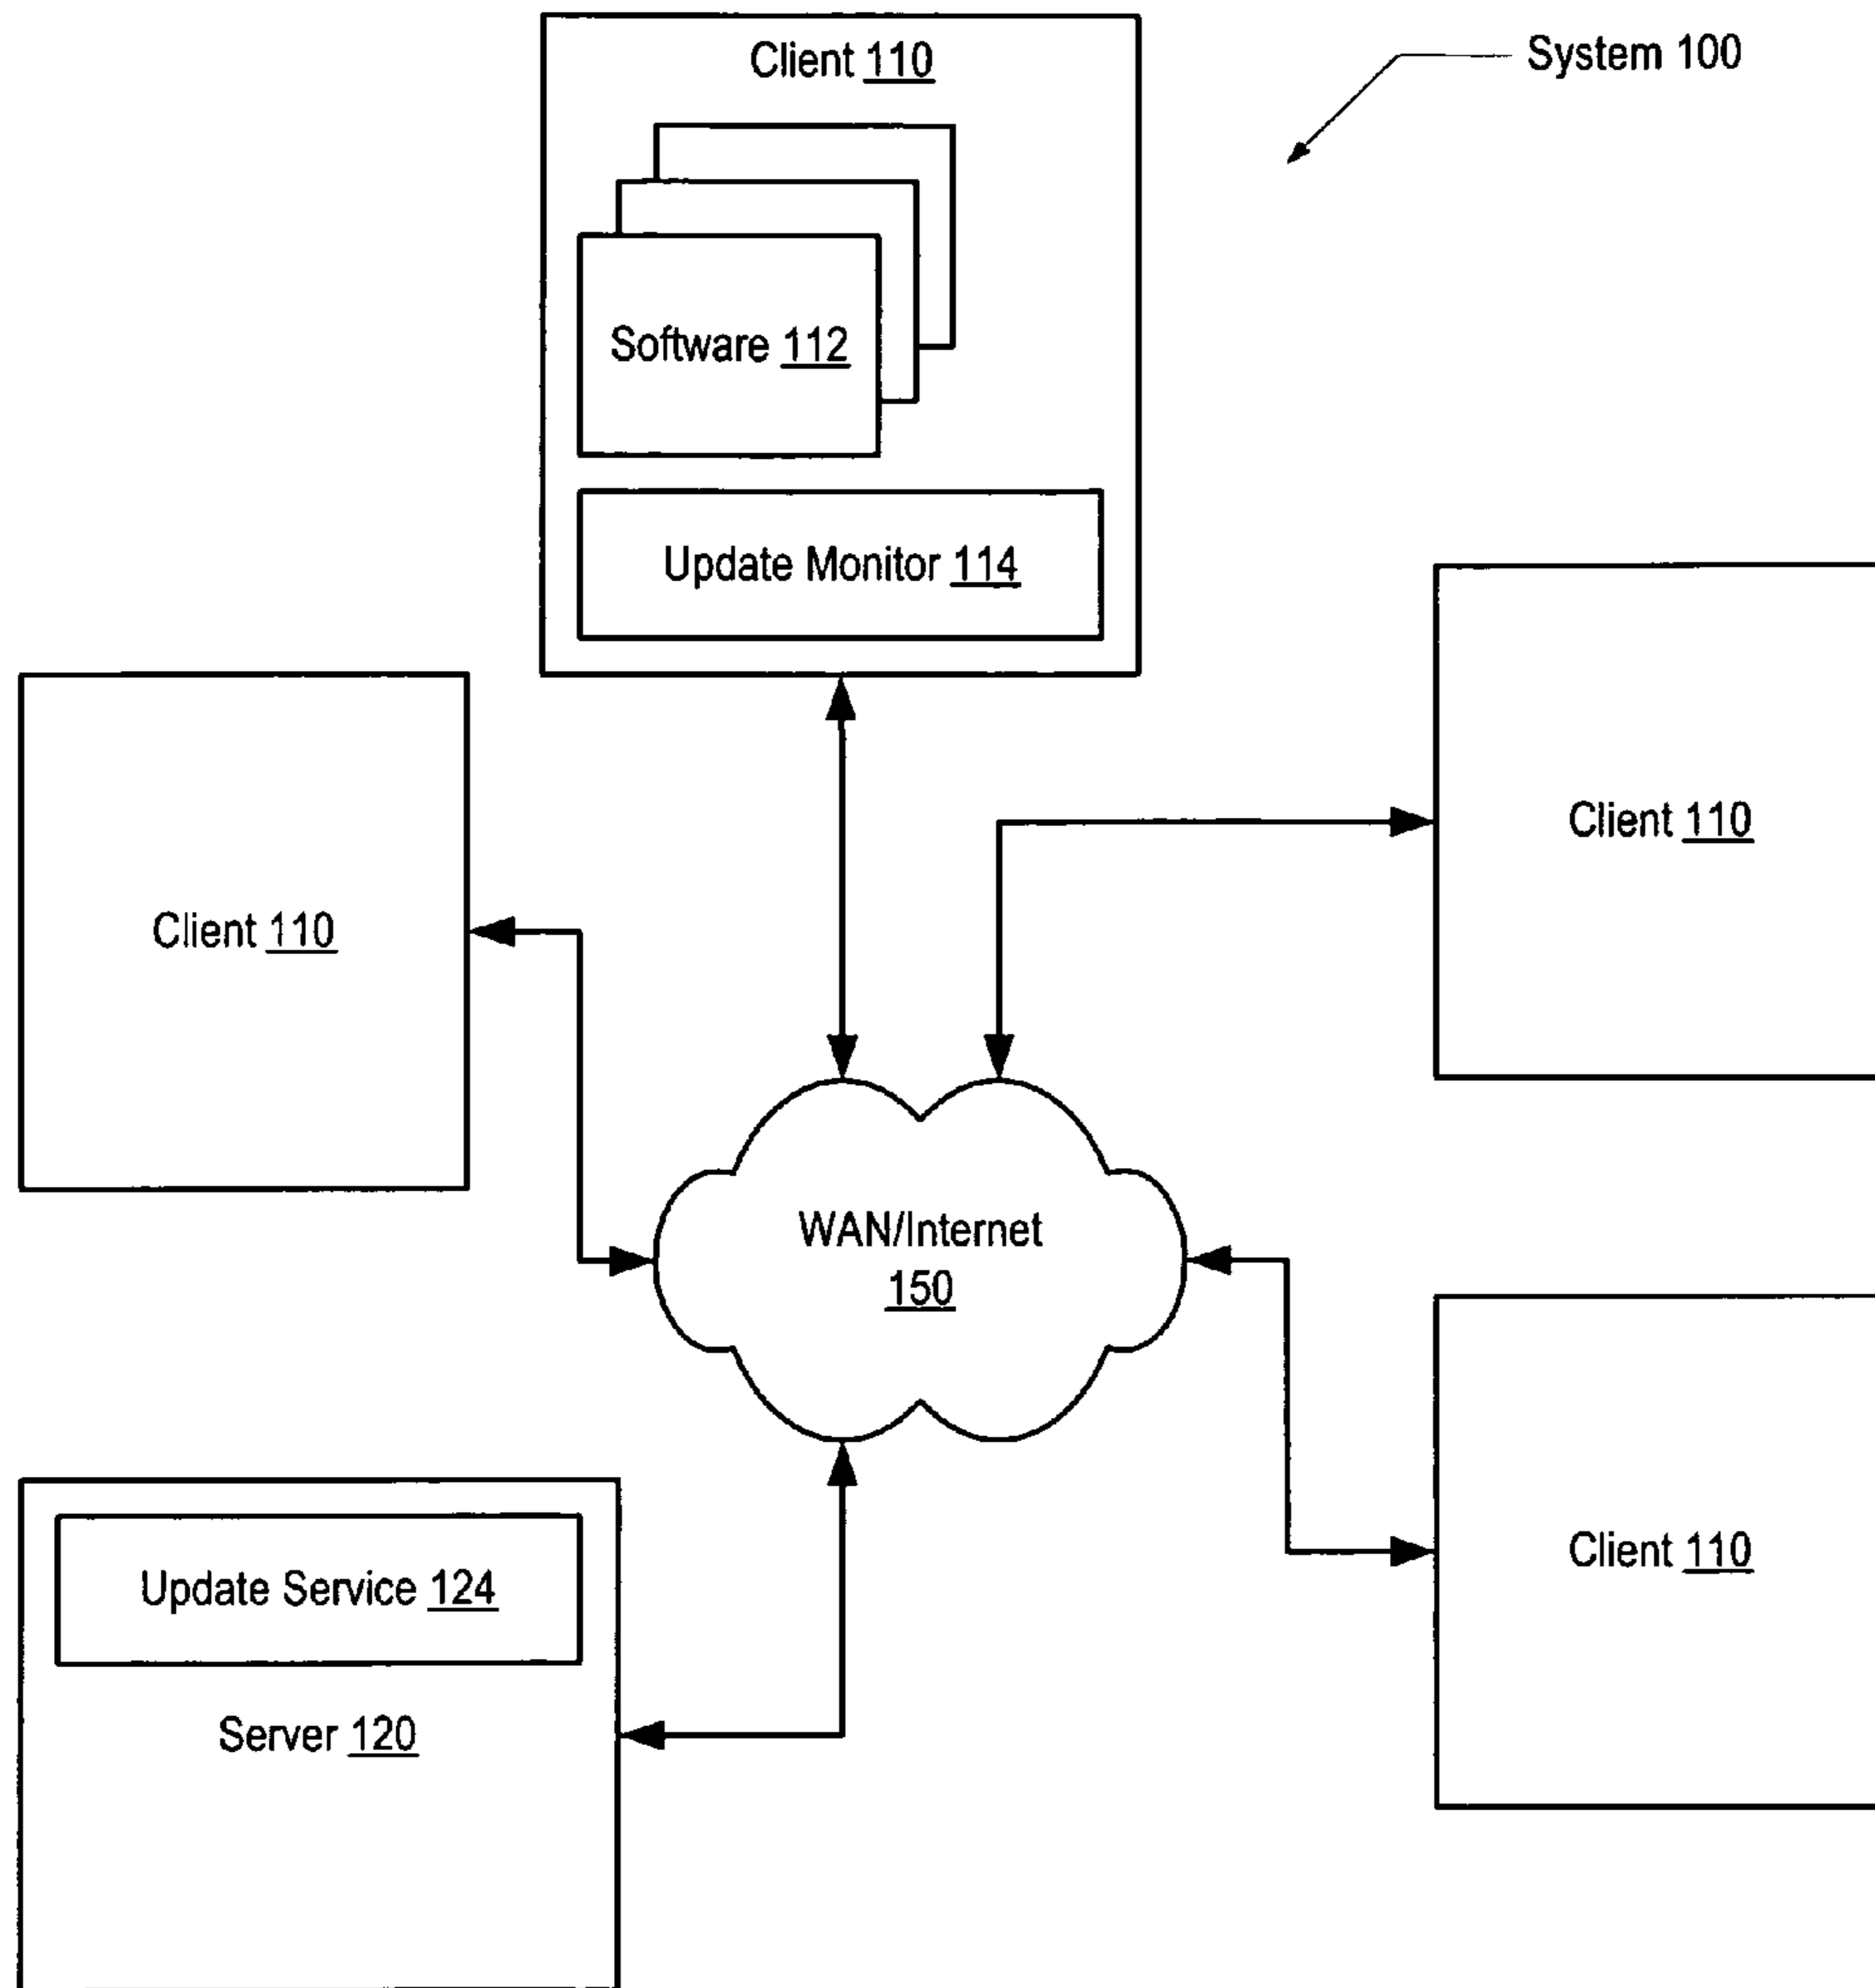 Client 110
System 100
Software 112
Update Monitor 114
Client 110
Client 110
WAN/Internet
150
Client 110
Update Service 124
Server 120